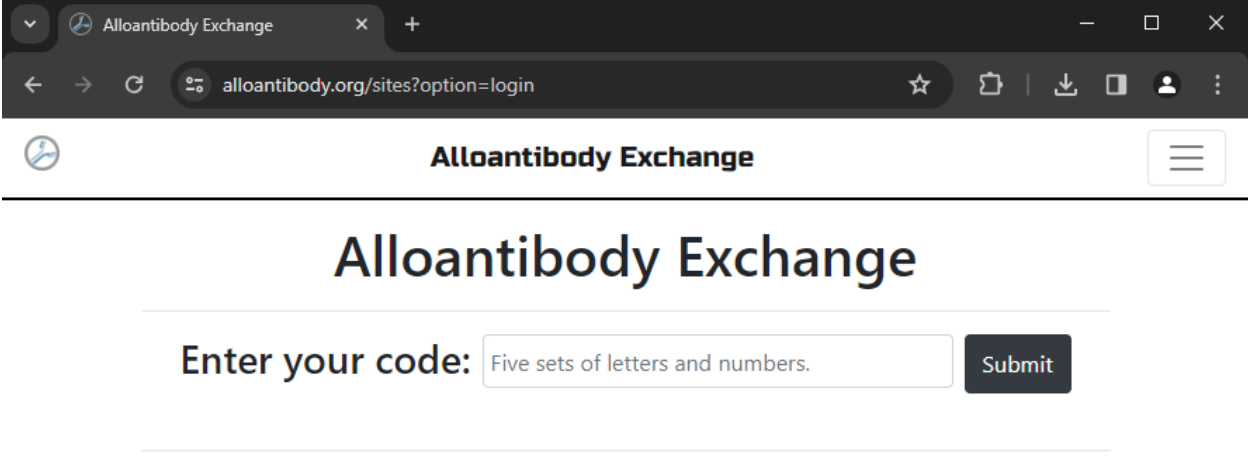 Alloantibody Exchange
alloantibody.org/sites?option=login
Alloantibody Exchange
Alloantibody Exchange
Enter your code: Five sets of letters and numbers. Submit